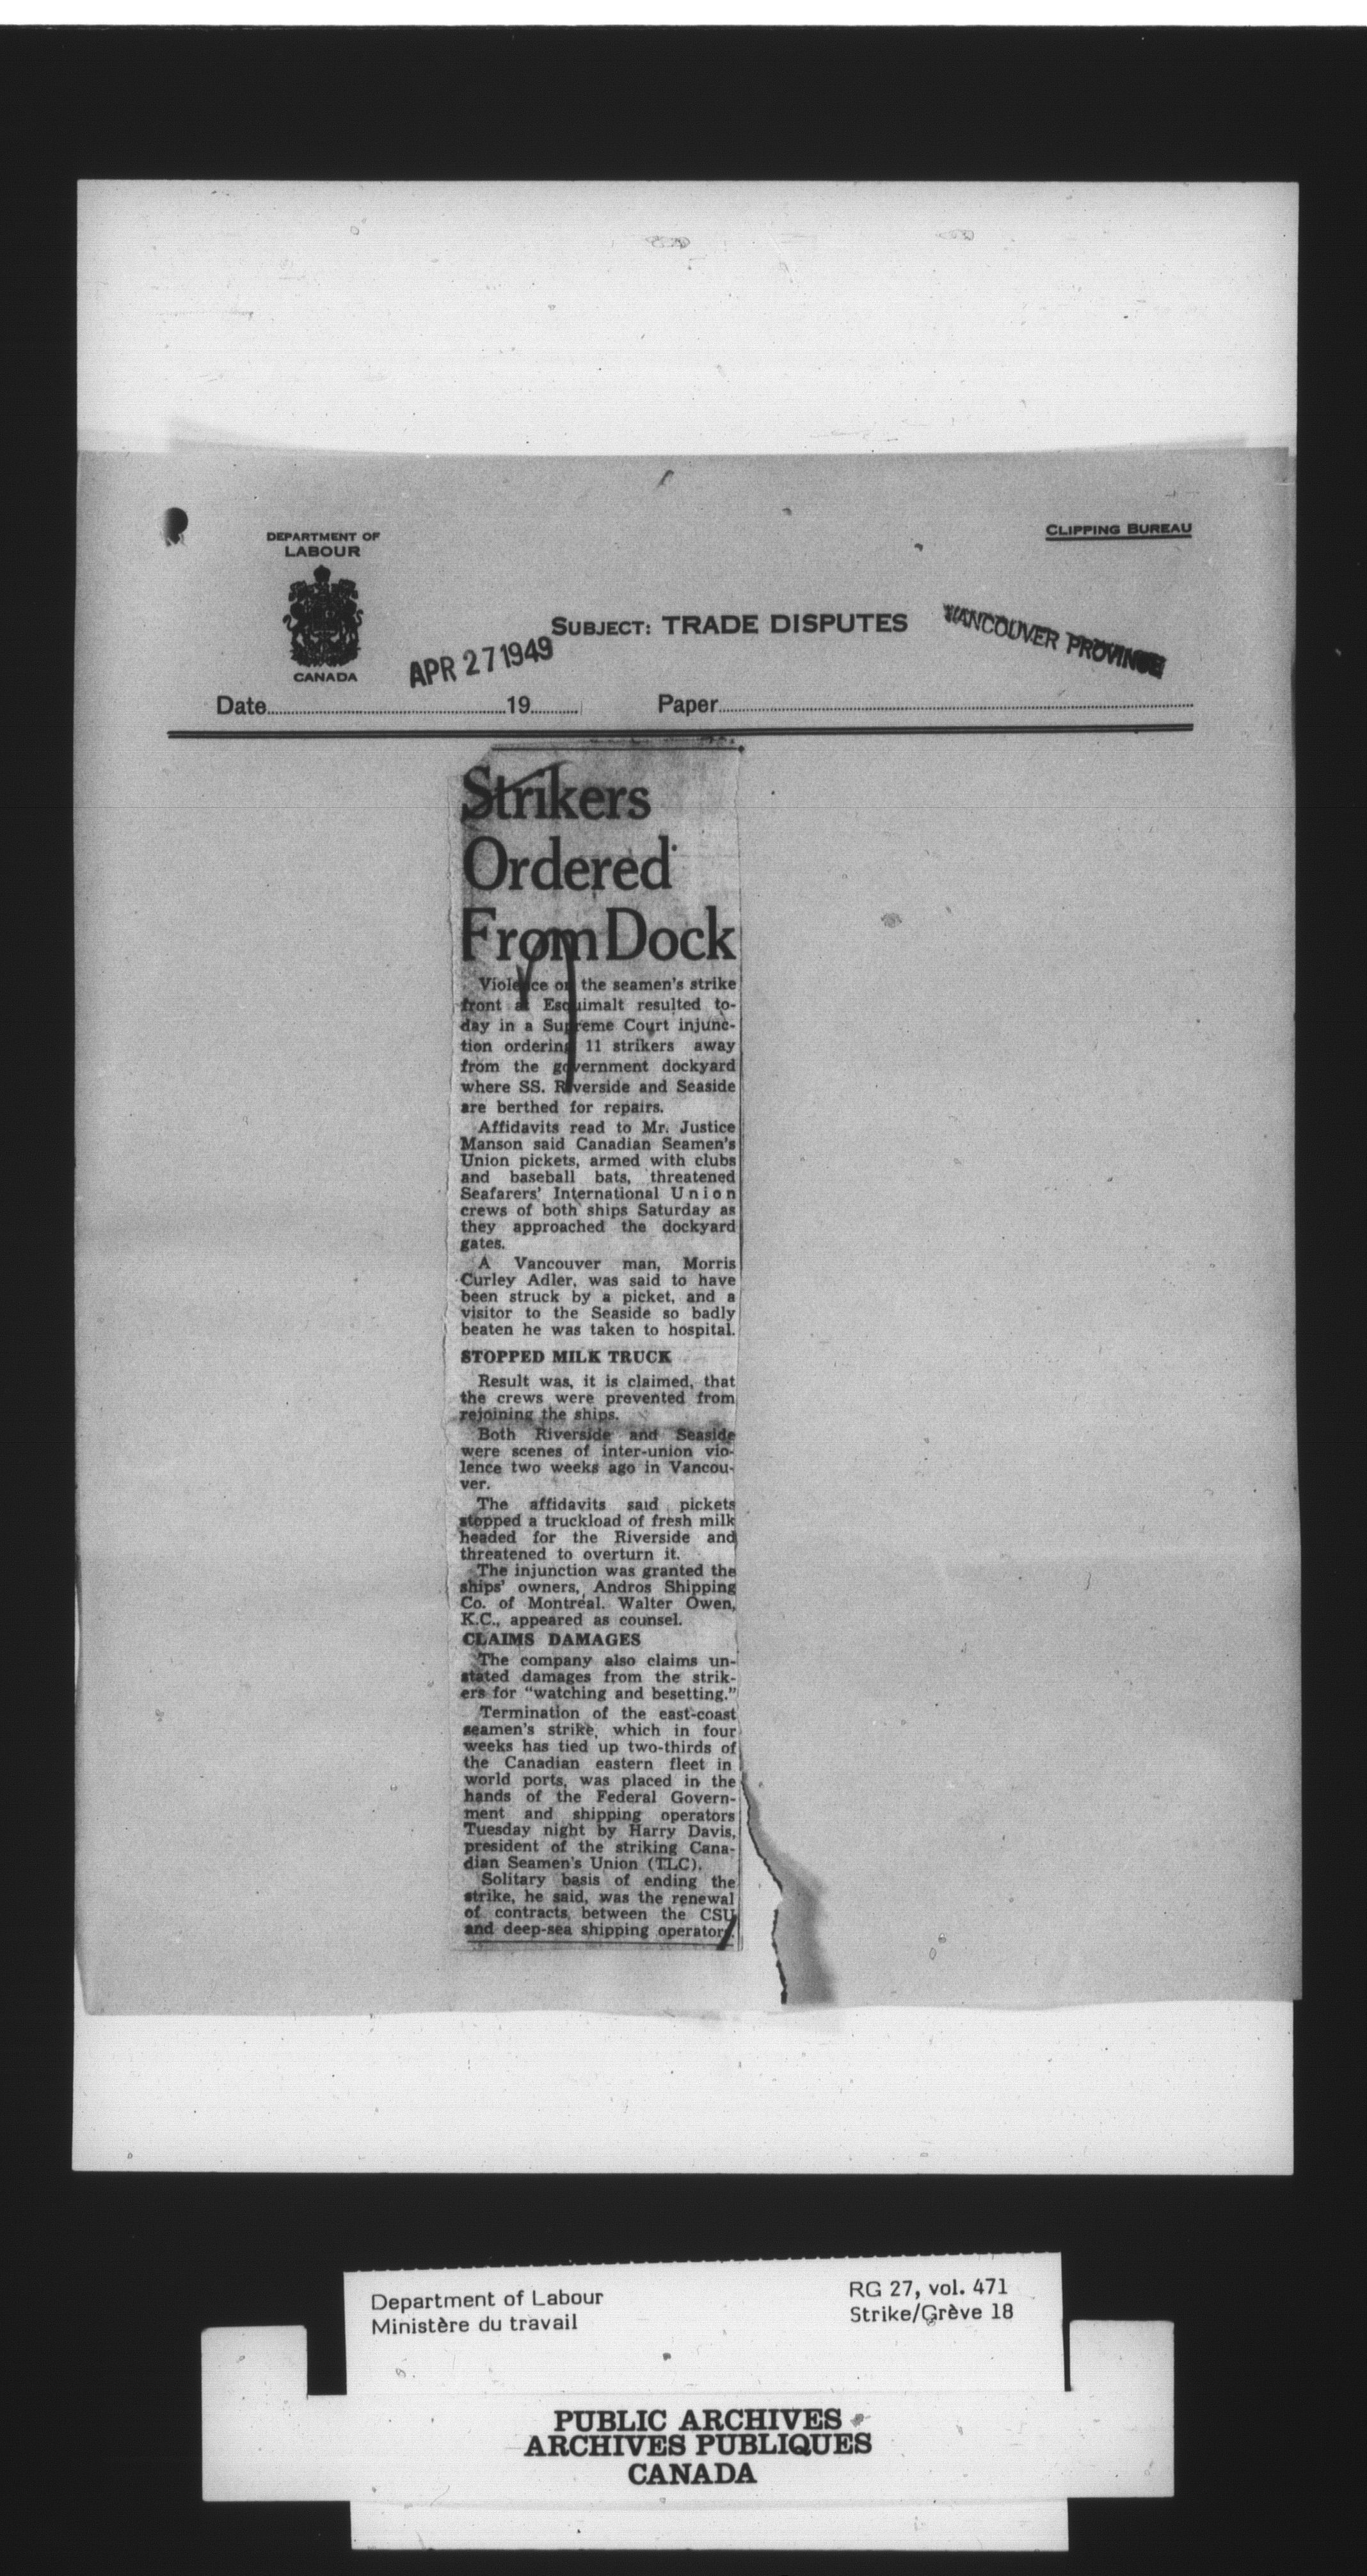 DEPARTMENT OF
LABOUR
CANADA
CLIPPING BUREAU
SUBJECT: TRADE DISPUTES
VANCOUVER PROVINCE
APR 27 1949
Date 19
Paper
Strikers
Ordered
From Dock
Violence on the seamen's strike
front at Esquimalt resulted to-
day in a Supreme Court injunc-
tion ordering 11 strikers away
from the government dockyard
where SS. Riverside and Seaside
are berthed for repairs.
Affidavits read to Mr. Justice
Manson said Canadian Seamen's
Union pickets, armed with clubs
and baseball bats, threatened
Seafarers' International Union
crews of both ships Saturday as
they approached the dockyard
gates.
A Vancouver man, Morris
Curley Adler, was said to have
been struck by a picket, and a
visitor to the Seaside so badly
beaten he was taken to hospital.
STOPPED MILK TRUCK
Result was, it is claimed, that
the crews were prevented from
rejoining the ships.
Both Riverside and Seaside
were scenes of inter-union vio-
lence two weeks ago in Vancou-
ver.
The affidavits said pickets
stopped a truckload of fresh milk
headed for the Riverside and
threatened to overturn it.
The injunction was granted the
ships' owners, Andros Shipping
Co. of Montreal. Walter Owen,
K.C., appeared as counsel.
CLAIMS DAMAGES
The company also claims un-
stated damages from the strik-
ers for "watching and besetting."
Termination of the east-coast
seamen's strike, which in four
weeks has tied up two-thirds of
the Canadian eastern fleet in
world ports, was placed in the
hands of the Federal Govern-
ment and shipping operators
Tuesday night by Harry Davis,
president of the striking Cana-
dian Seamen's Union (TLC).
Solitary basis of ending the
strike, he said, was the renewal
of contracts between the CSU
and deep-sea shipping operators.
Department of Labour
Ministère du travail
RG 27, vol. 471
Strike/Grève 18
PUBLIC ARCHIVES
ARCHIVES PUBLIQUES
CANADA